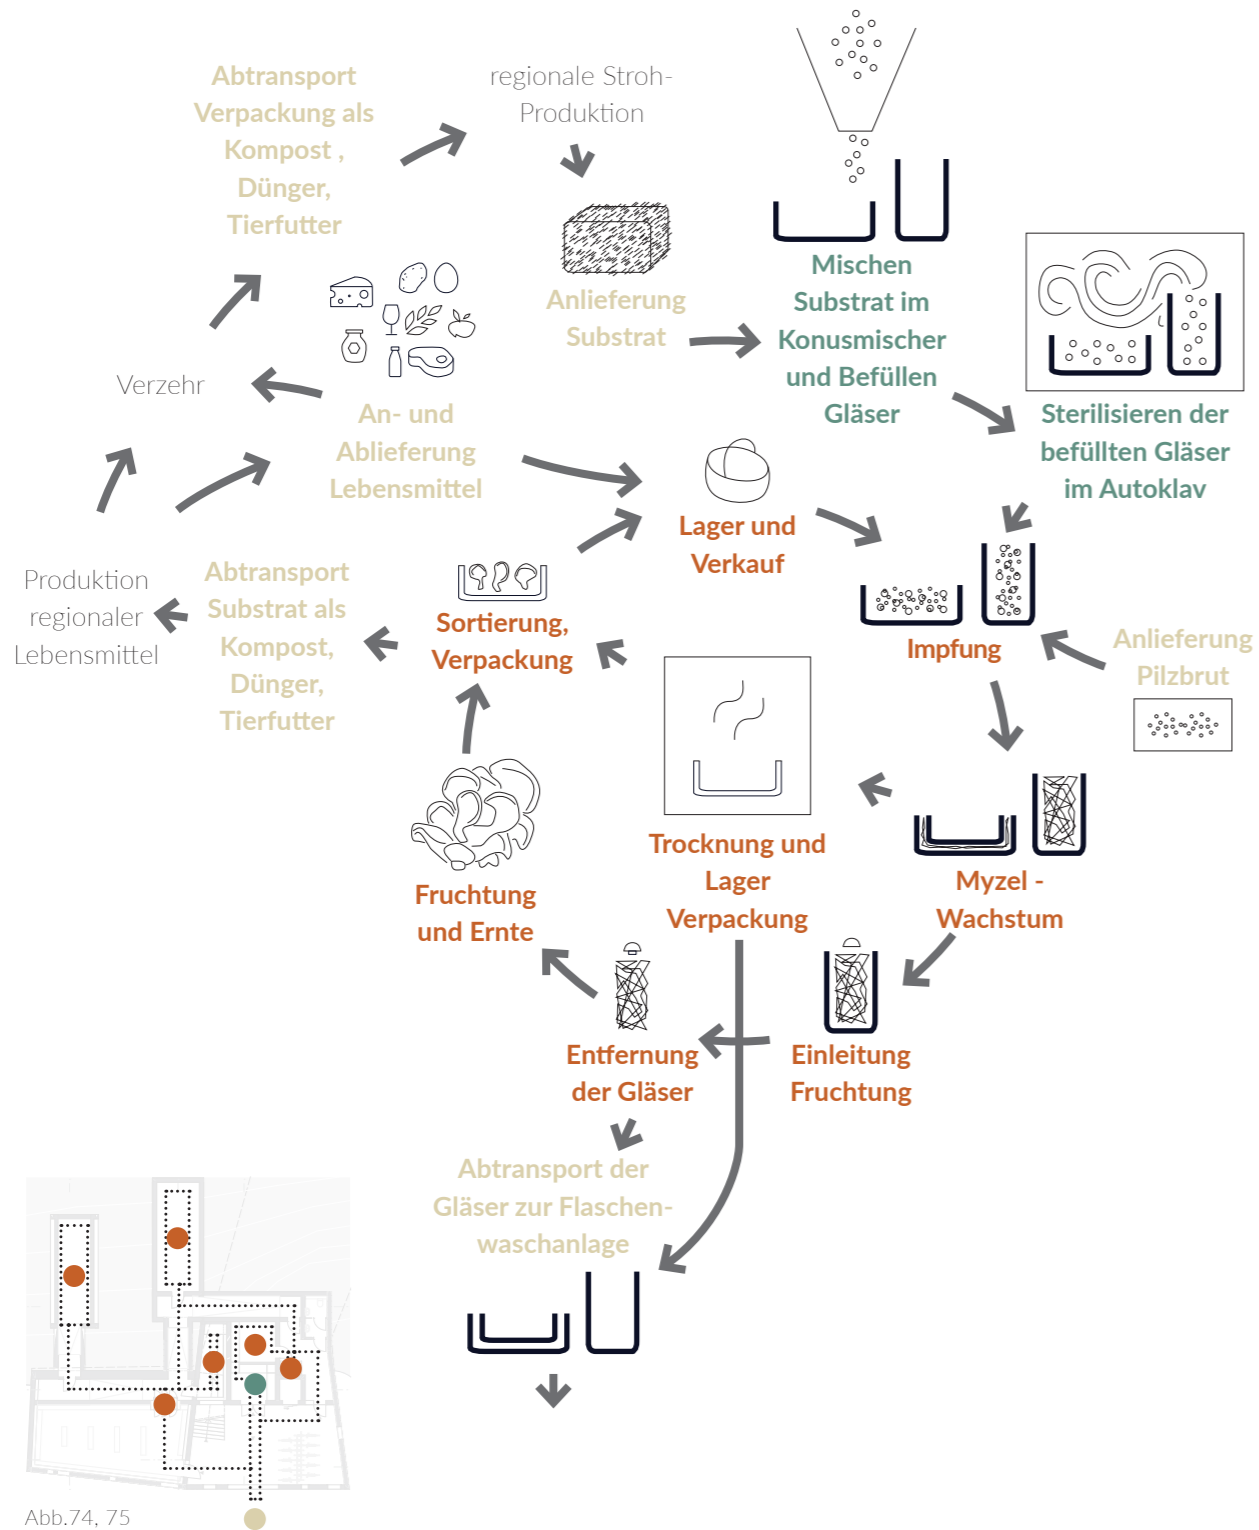 Abtransport
Verpackung als
Kompost ,
Dünger,
Tierfutter
regionale Stroh-
Produktion
Anlieferung
Substrat
Mischen
Substrat im
Konusmischer
und Befüllen
Gläser
Sterilisieren der
befüllten Gläser
im Autoklav
Verzehr
An- und
Ablieferung
Lebensmittel
Lager und
Verkauf
Produktion
regionaler
Lebensmittel
Abtransport
Substrat als
Kompost,
Dünger,
Tierfutter
Sortierung,
Verpackung
Impfung
Anlieferung
Pilzbrut
Trocknung und
Lager
Verpackung
Myzel -
Wachstum
Fruchtung
und Ernte
Entfernung
der Gläser
Einleitung
Fruchtung
Abtransport der
Gläser zur Flaschen-
waschanlage
Abb.74, 75